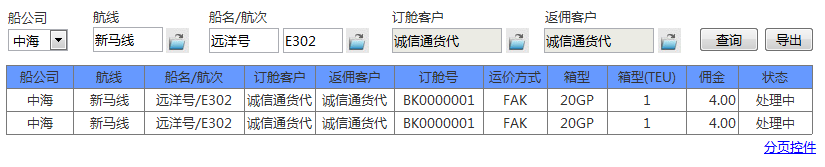 船公司 航线 船名/航次 订舱客户 返佣客户
中海 新马线 远洋号 E302 诚信通货代 诚信通货代 查询 导出
船公司 航线 船名/航次 订舱客户 返佣客户 订舱号 运价方式 箱型 箱型(TEU) 佣金 状态
中海 新马线 远洋号/E302 诚信通货代 诚信通货代 BK0000001 FAK 20GP 1 4.00 处理中
中海 新马线 远洋号/E302 诚信通货代 诚信通货代 BK0000001 FAK 20GP 1 4.00 处理中
分页控件